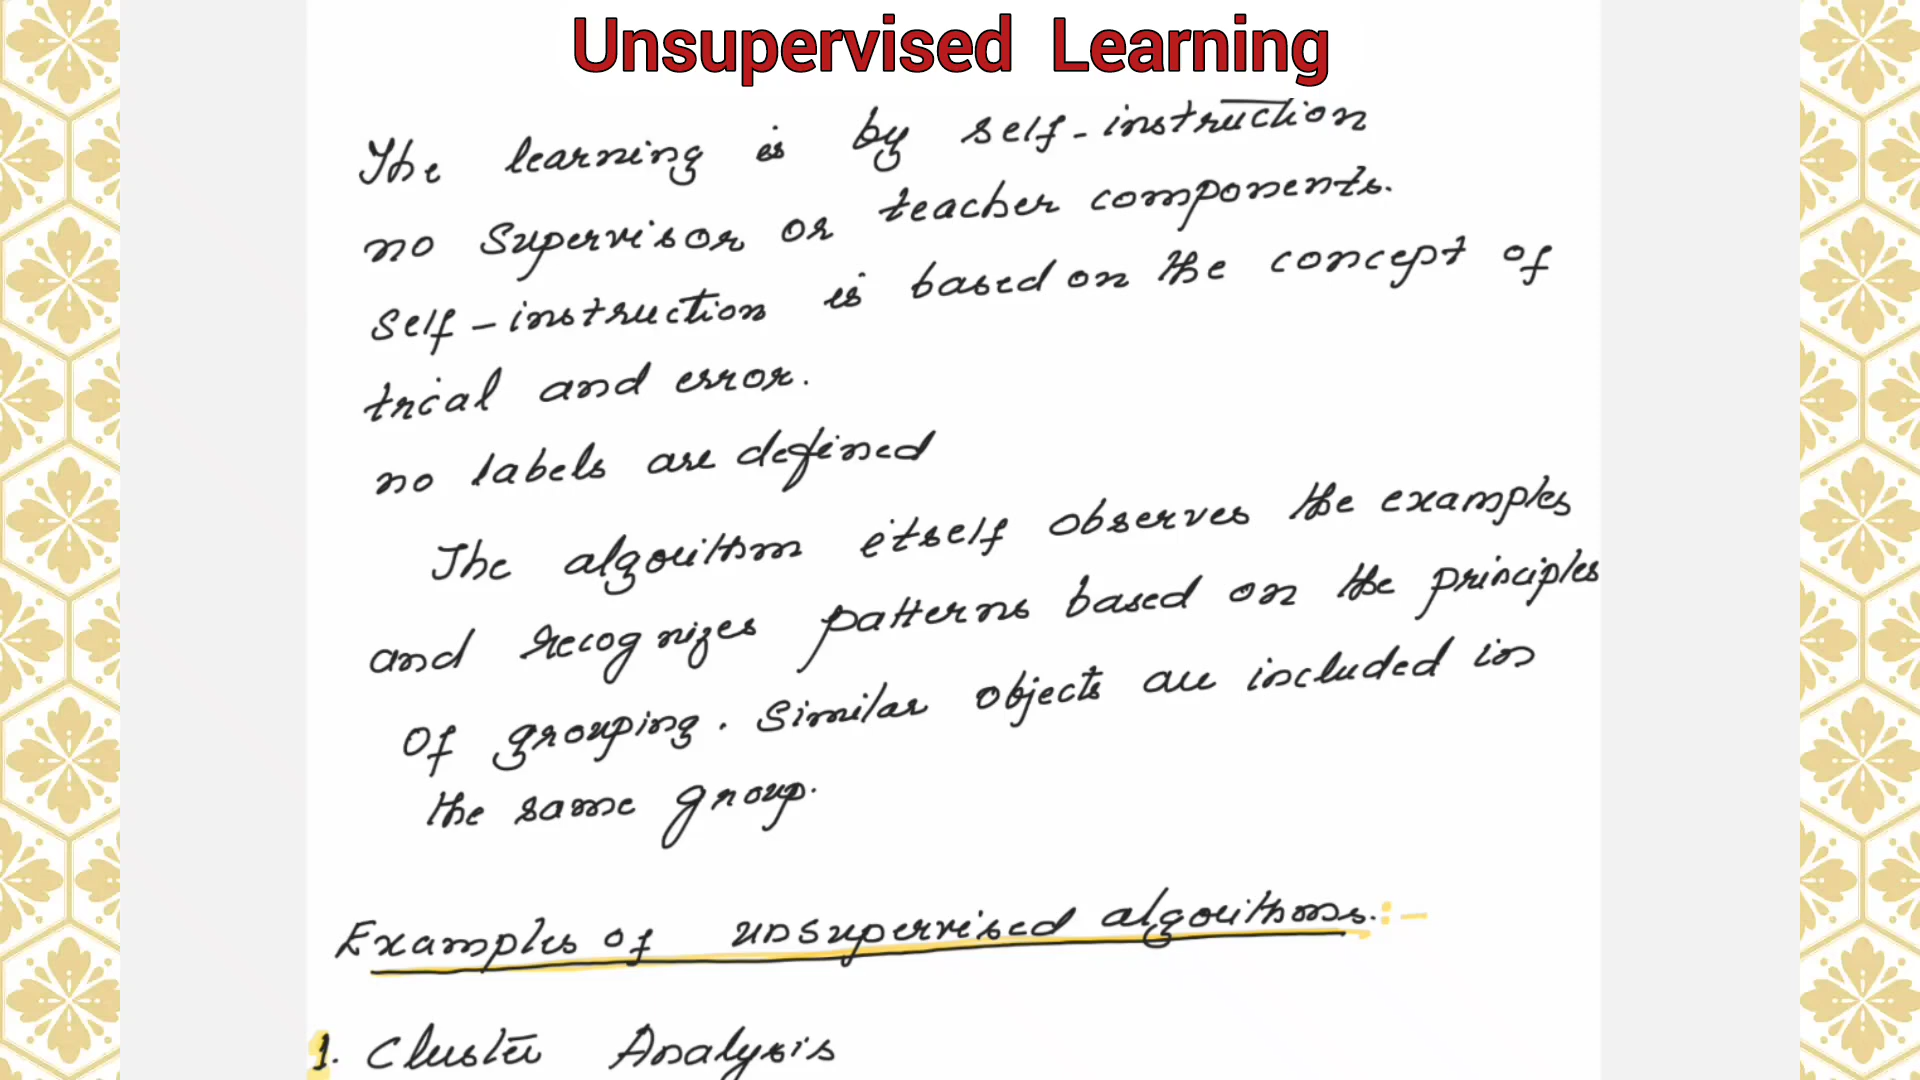 Unsupervised Learning
The learning is by self-instruction
no supervisor or teacher components.
self-instruction is based on the concept of
trial and error.
no labels are defined
The algorithm itself observes the examples
and recognizes patterns based on the principles
of grouping. Similar objects are included in
the same group.
Examples of unsupervised algorithms. :-
1. Cluster Analysis